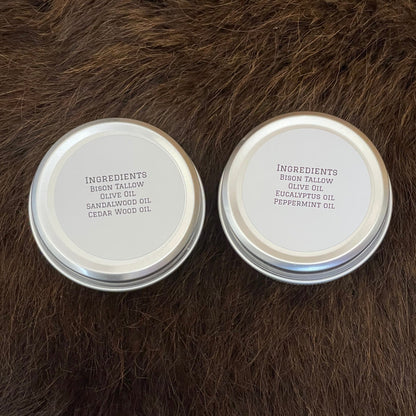 Ingredients
Bison Tallow
Olive Oil
Sandalwood oil
Cedar Wood oil
Ingredients
Bison Tallow
Olive Oil
Eucalyptus oil
Peppermint oil